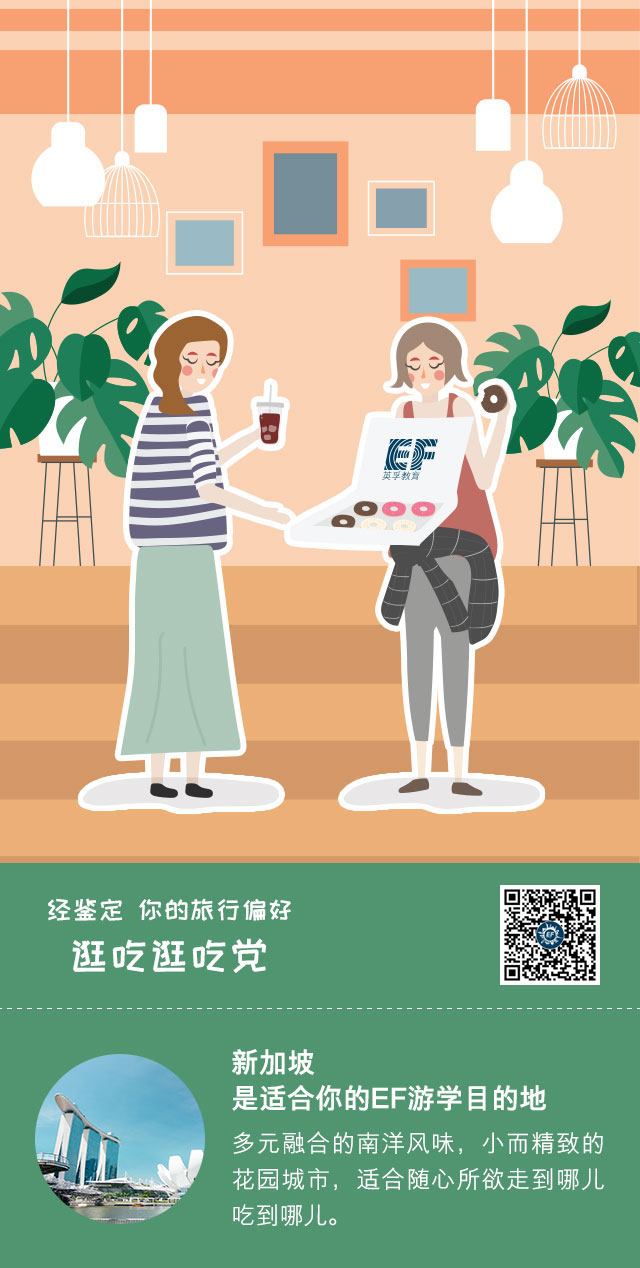 EF
英孚教育
经鉴定 你的旅行偏好
逛吃逛吃党
EF
新加坡
是适合你的EF游学目的地
多元融合的南洋风味，小而精致的
花园城市，适合随心所欲走到哪儿
吃到哪儿。